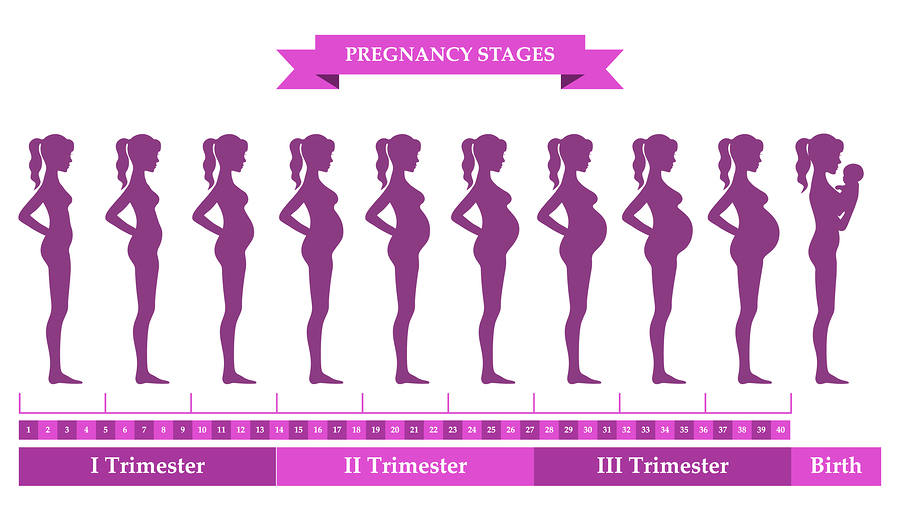 PREGNANCY STAGES
1 2 3 4 5 6 7 8 9 10 11 12 13 14 15 16 17 18 19 20 21 22 23 24 25 26 27 28 29 30 31 32 33 34 35 36 37 38 39 40
I Trimester II Trimester III Trimester Birth